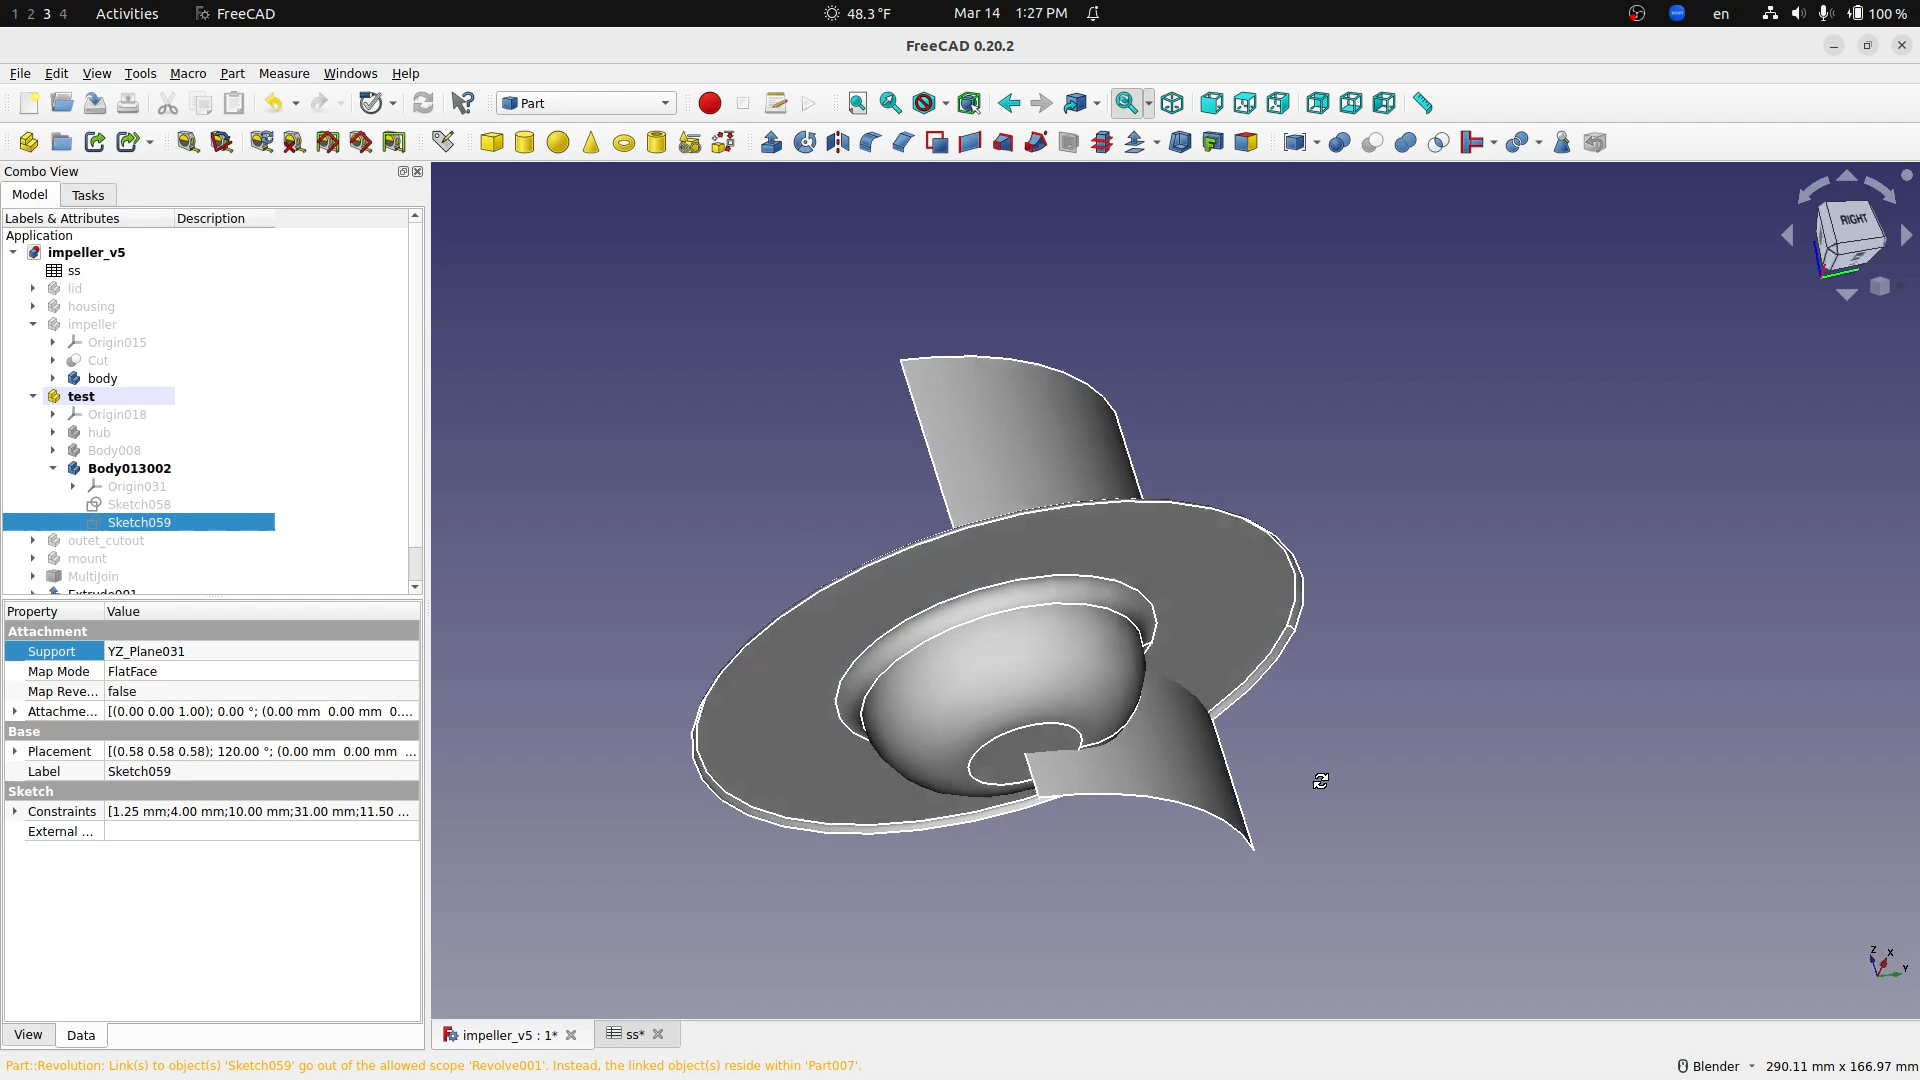 1 2 3 4 Activities FreeCAD 48.3°F Mar 14 1:27 PM en 100 %
FreeCAD 0.20.2
File Edit View Tools Macro Part Measure Windows Help
Part
Combo View
Model Tasks
Labels & Attributes Description
Application
impeller_v5
ss
lid
housing
impeller
Origin015
Cut
body
test
Origin018
hub
Body008
Body013002
Origin031
Sketch058
Sketch059
outet_cutout
mount
MultiJoin
Extrude001
Property Value
Attachment
Support YZ_Plane031
Map Mode FlatFace
Map Reve... false
Attachme... [(0.00 0.00 1.00); 0.00 °; (0.00 mm 0.00 mm 0....
Base
Placement [(0.58 0.58 0.58); 120.00 °; (0.00 mm 0.00 mm ...
Label Sketch059
Sketch
Constraints [1.25 mm;4.00 mm;10.00 mm;31.00 mm;11.50 ...
External ...
RIGHT
Z X Y
View Data
impeller_v5 : 1* ss*
Part::Revolution: Link(s) to object(s) 'Sketch059' go out of the allowed scope 'Revolve001'. Instead, the linked object(s) reside within 'Part007'.
Blender 290.11 mm x 166.97 mm